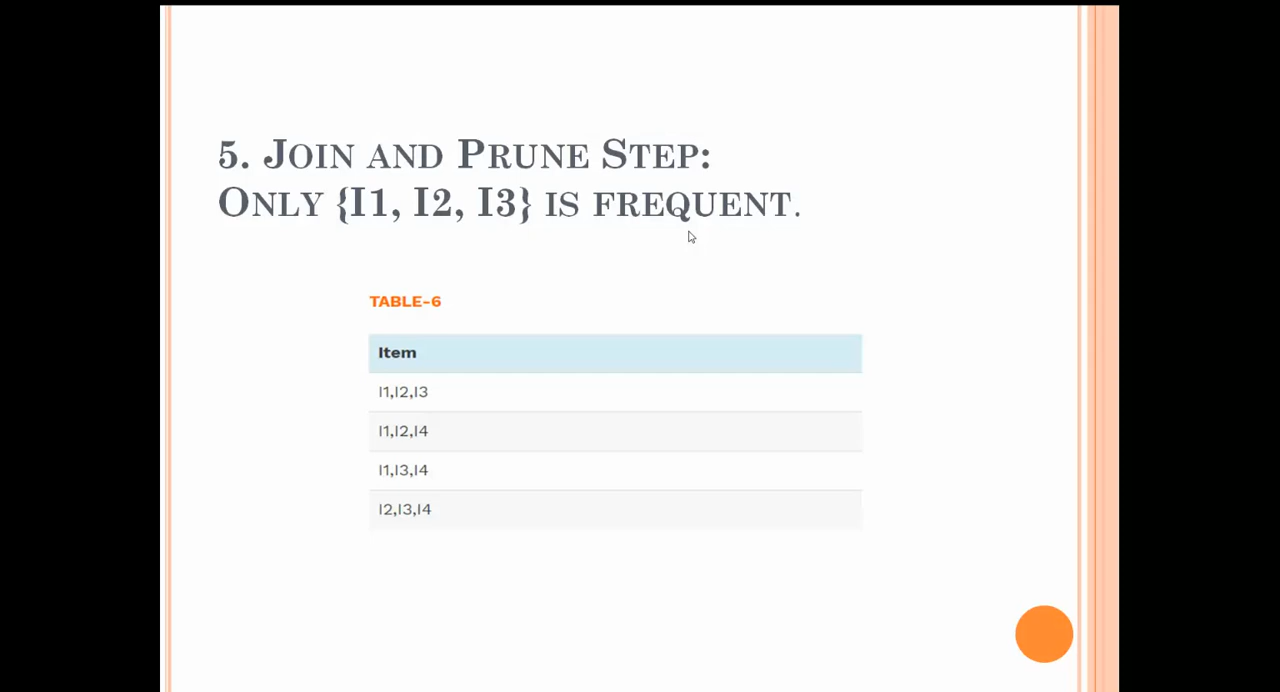 5. Join and Prune Step:
Only {I1, I2, I3} is frequent.
TABLE-6
Item
I1,I2,I3
I1,I2,I4
I1,I3,I4
I2,I3,I4